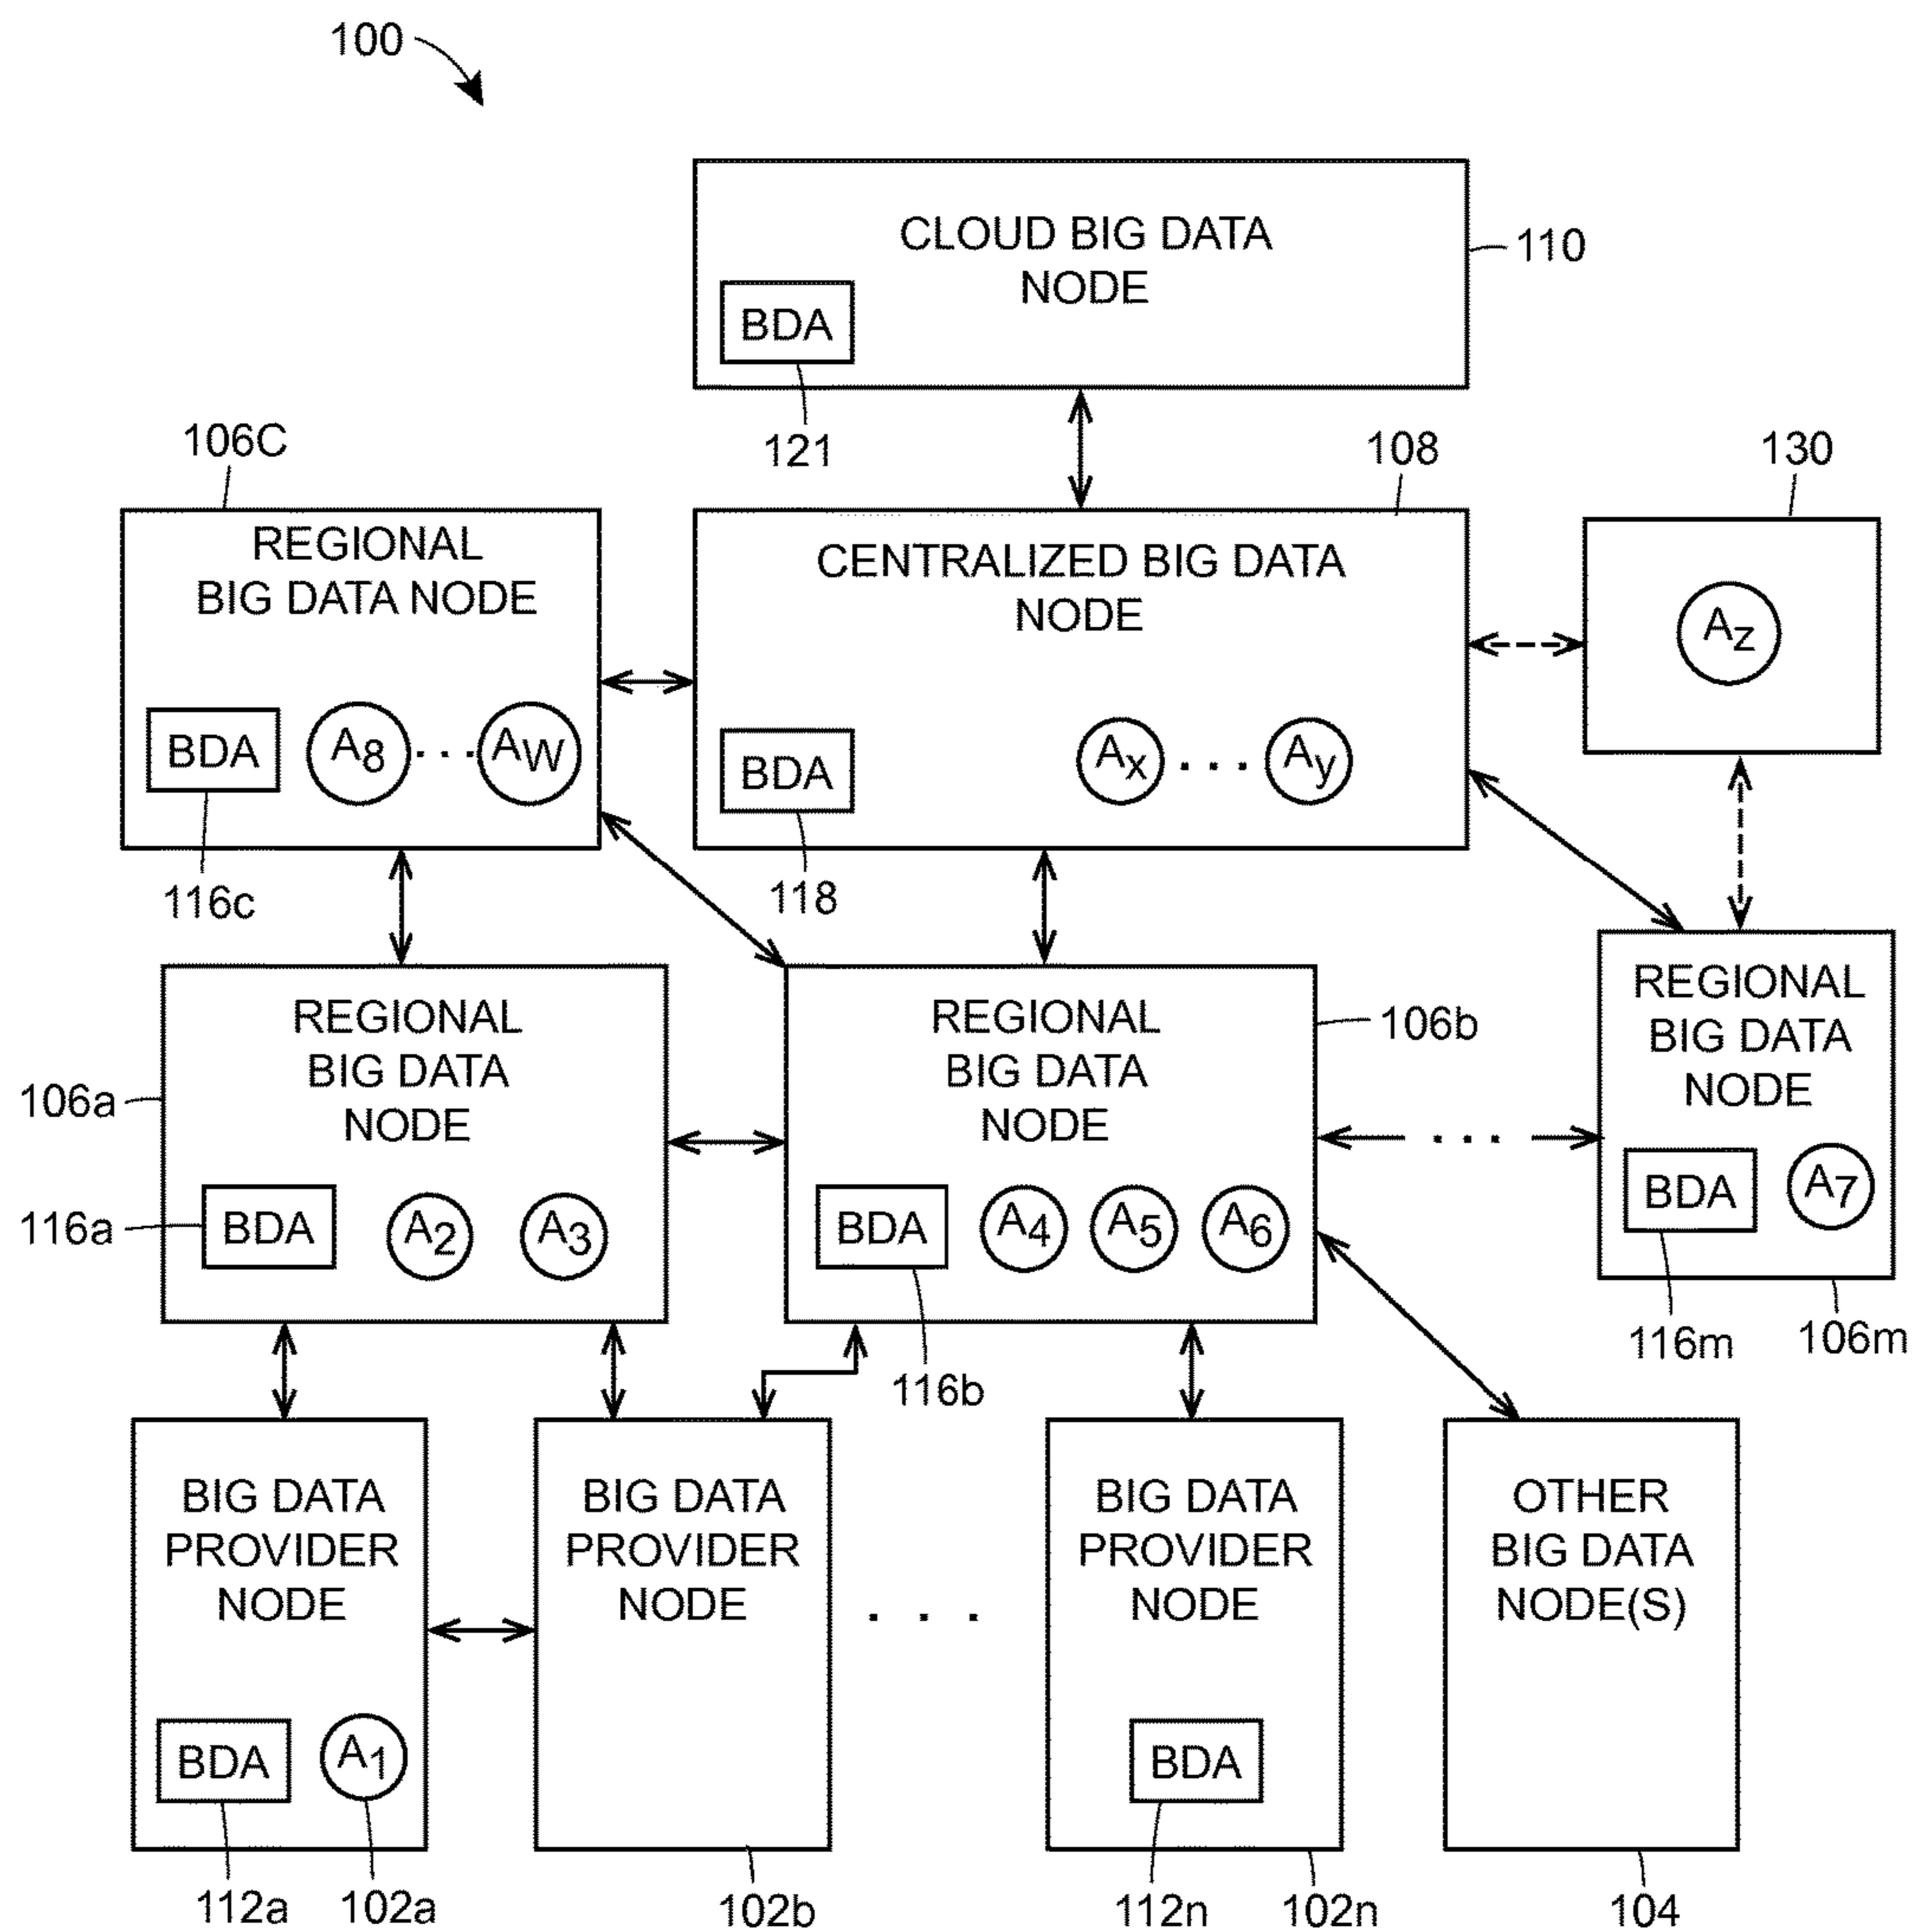 100
CLOUD BIG DATA
NODE
110
BDA
121
106C
108
130
REGIONAL
BIG DATA NODE
CENTRALIZED BIG DATA
NODE
Az
BDA
A8 ··· AW
BDA
Ax ··· Ay
116c
118
REGIONAL
BIG DATA
NODE
106a
116a
BDA
A2
A3
REGIONAL
BIG DATA
NODE
106b
BDA
A4
A5
A6
116b
···
REGIONAL
BIG DATA
NODE
BDA
A7
116m
106m
BIG DATA
PROVIDER
NODE
BDA
A1
112a
102a
BIG DATA
PROVIDER
NODE
102b
. . .
BIG DATA
PROVIDER
NODE
BDA
112n
102n
OTHER
BIG DATA
NODE(S)
104